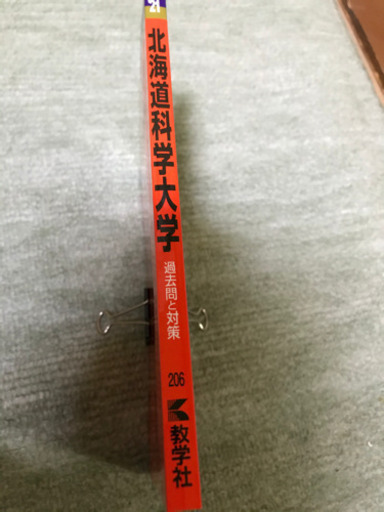 北海道科学大学
過去問と対策
206
教学社